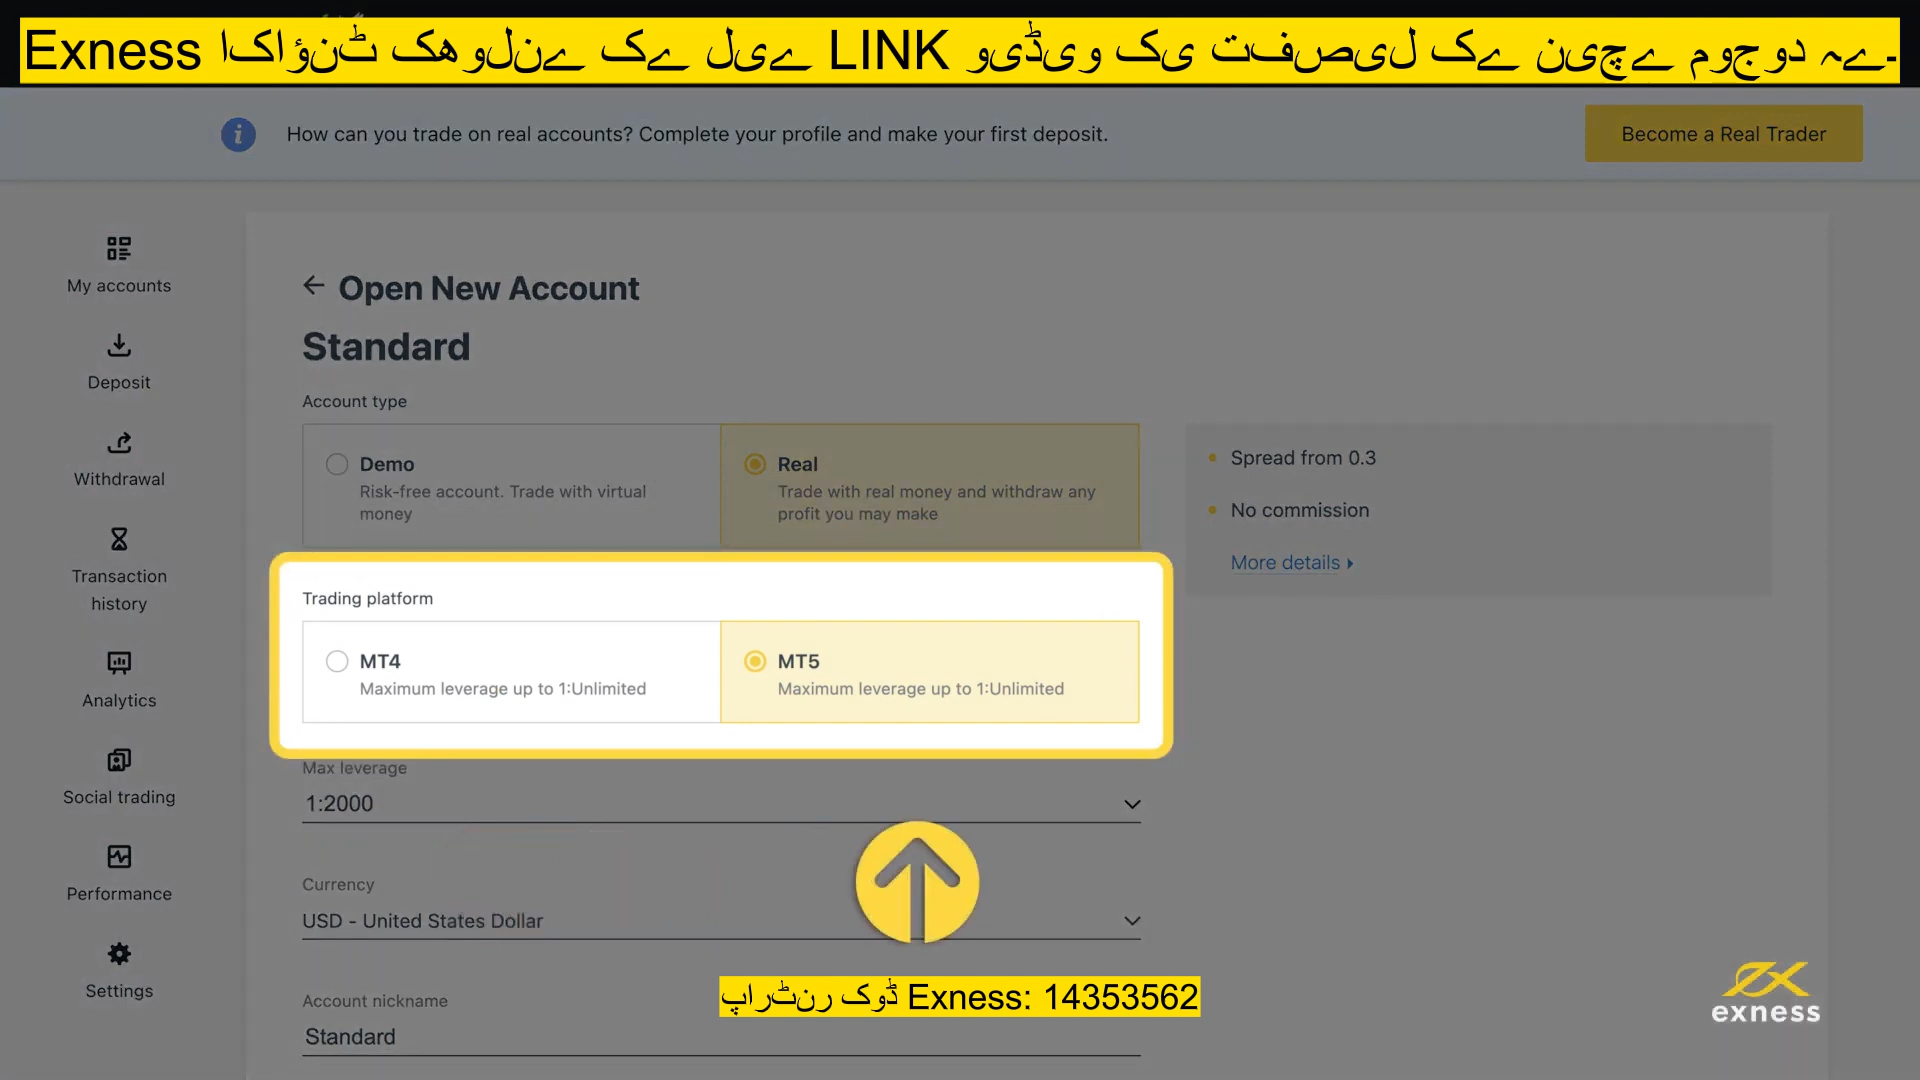 Exness اکاؤنٹ کھولنے کے لیے LINK ویڈیو کی تفصیل کے نیچے موجود ہے۔
How can you trade on real accounts? Complete your profile and make your first deposit.
Become a Real Trader
My accounts
Deposit
Withdrawal
Transaction
history
Analytics
Social trading
Performance
Settings
Open New Account
Standard
Account type
Demo
Risk-free account. Trade with virtual
money
Real
Trade with real money and withdraw any
profit you may make
Spread from 0.3
No commission
More details
Trading platform
MT4
Maximum leverage up to 1:Unlimited
MT5
Maximum leverage up to 1:Unlimited
Max leverage
1:2000
Currency
USD - United States Dollar
Account nickname
Standard
پارٹنر کوڈ Exness: 14353562
exness